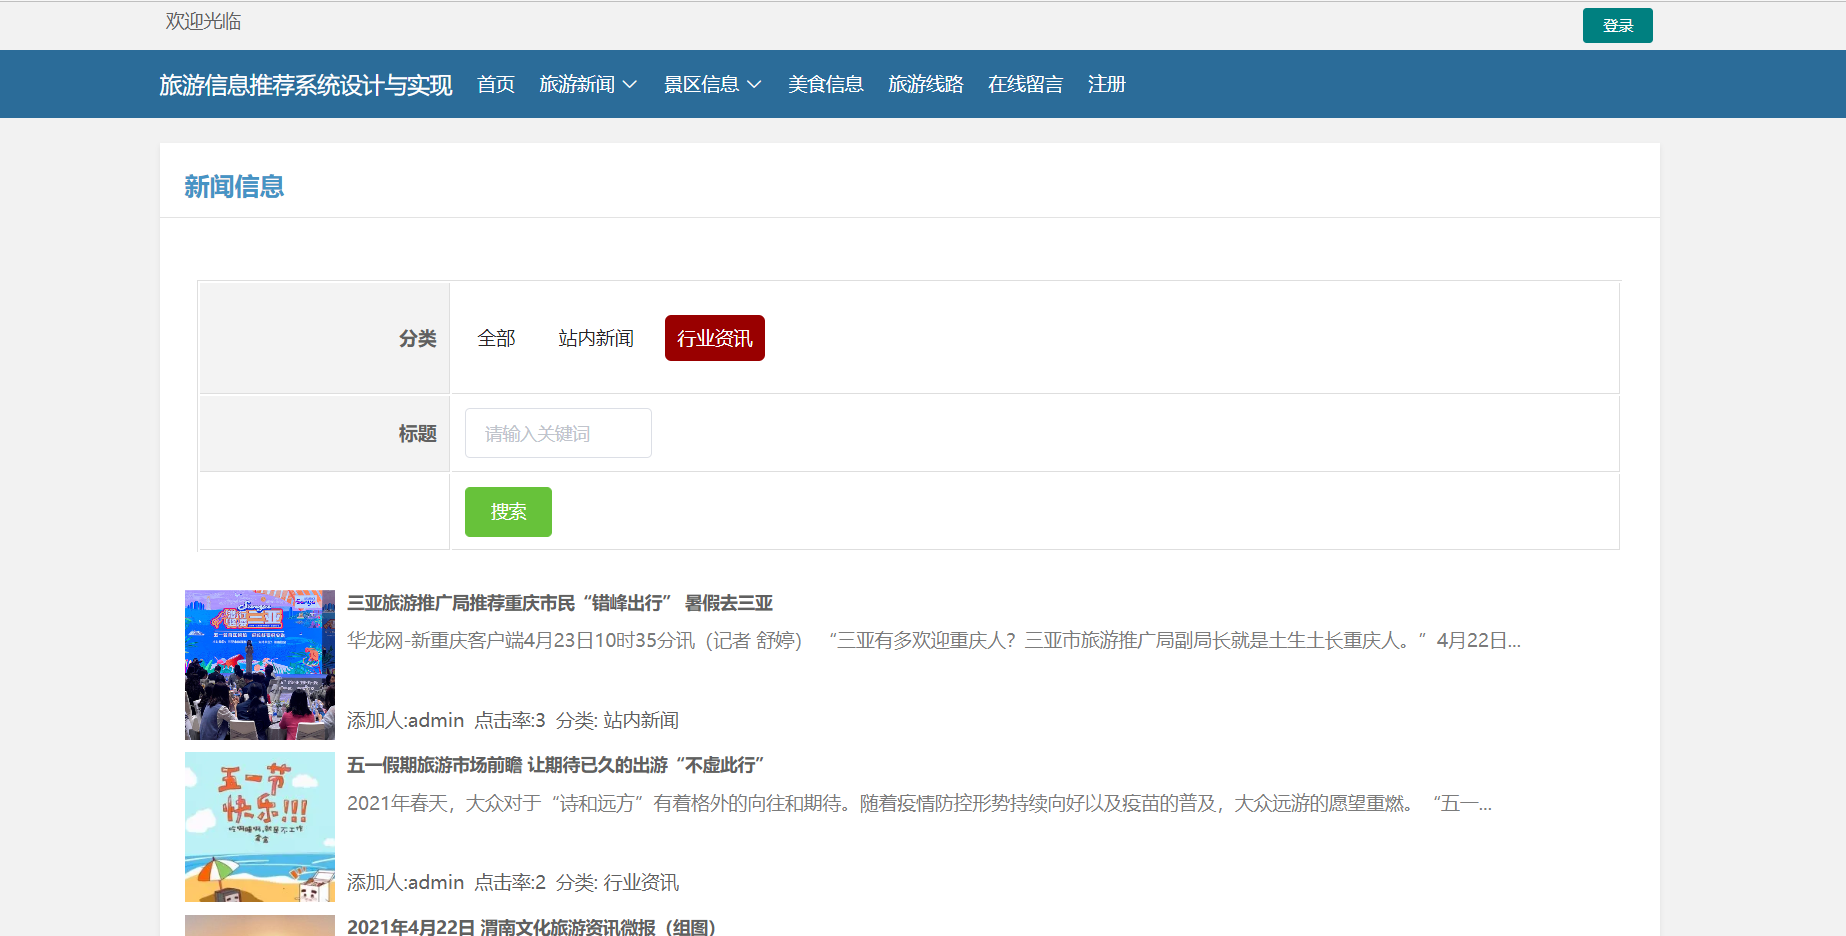 欢迎光临
登录
旅游信息推荐系统设计与实现 首页 旅游新闻 景区信息 美食信息 旅游线路 在线留言 注册
新闻信息
分类 全部 站内新闻 行业资讯
标题 请输入关键词
搜索
三亚旅游推广局推荐重庆市民“错峰出行” 暑假去三亚
华龙网-新重庆客户端4月23日10时35分讯（记者 舒婷） “三亚有多欢迎重庆人？三亚市旅游推广局副局长就是土生土长重庆人。”4月22日...
添加人:admin 点击率:3 分类: 站内新闻
五一节
快乐!!!
五一假期旅游市场前瞻 让期待已久的出游“不虚此行”
2021年春天，大众对于“诗和远方”有着格外的向往和期待。随着疫情防控形势持续向好以及疫苗的普及，大众远游的愿望重燃。“五一...
添加人:admin 点击率:2 分类: 行业资讯
2021年4月22日 渭南文化旅游资讯微报（组图）